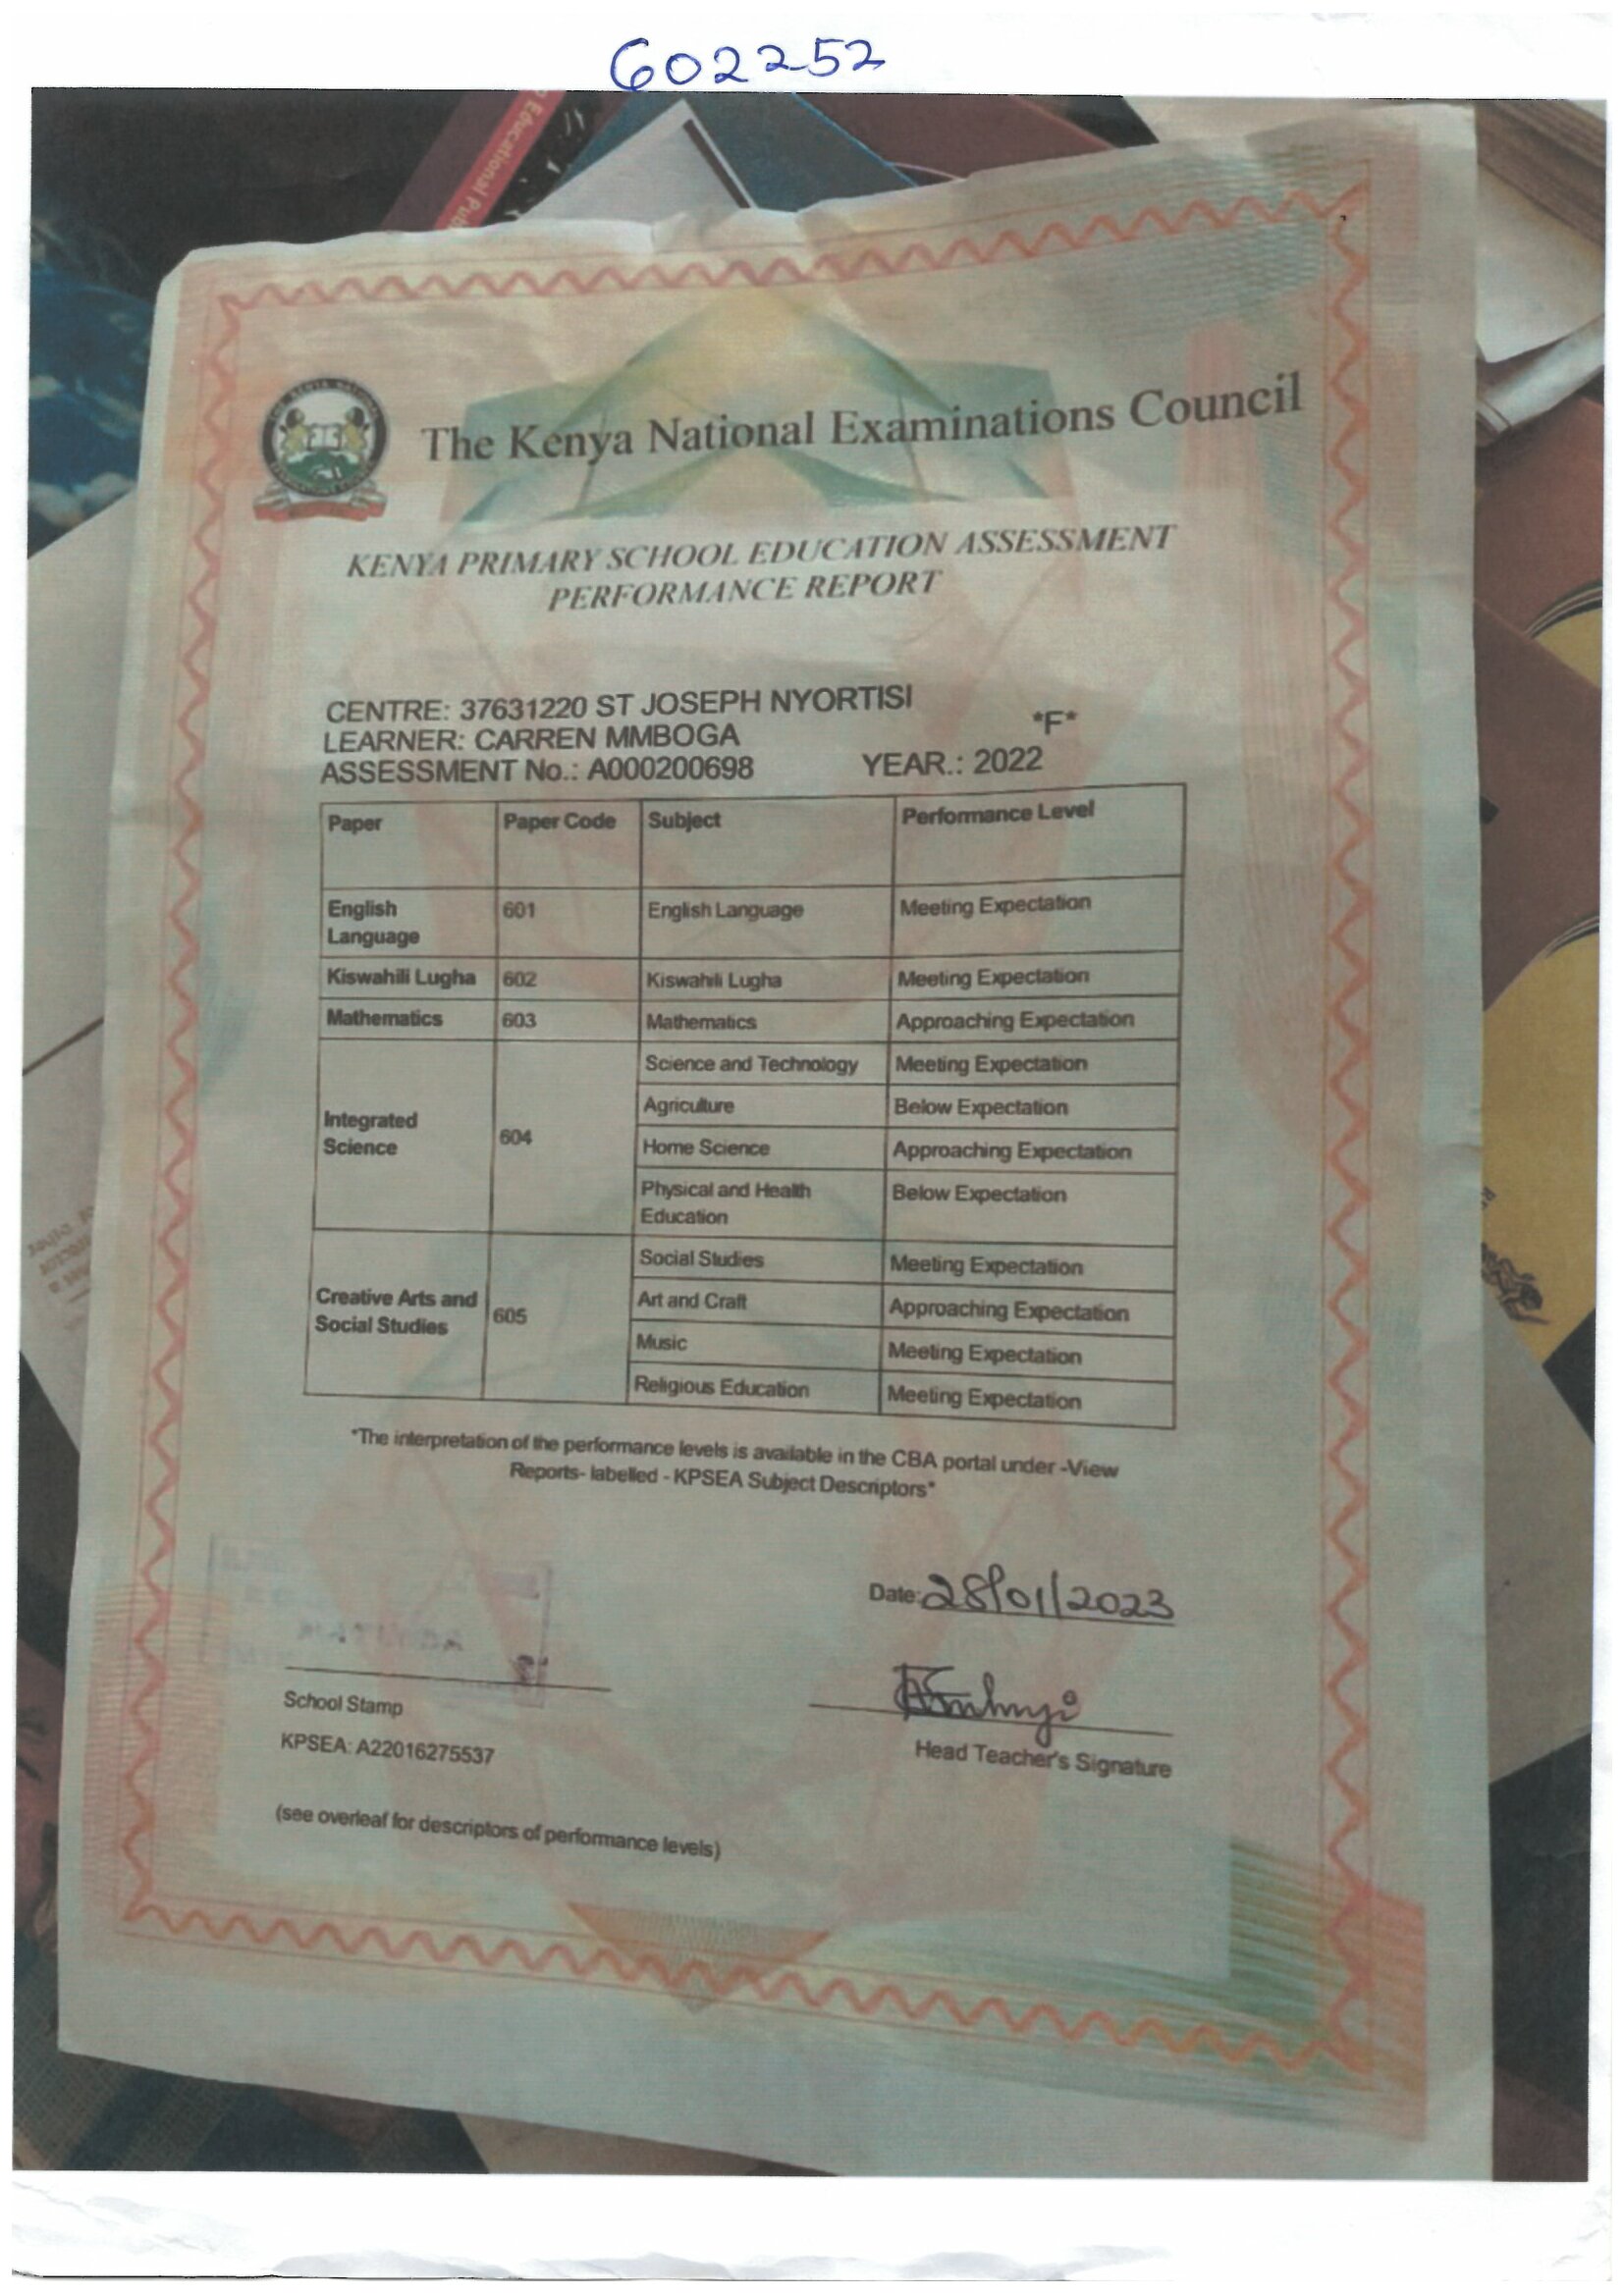 602252
Educational Pub
The Kenya National Examinations Council
KENYA PRIMARY SCHOOL EDUCATION ASSESSMENT
PERFORMANCE REPORT
CENTRE: 37631220 ST JOSEPH NYORTISI
*F*
LEARNER: CARREN MMBOGA
ASSESSMENT No.: A000200698 YEAR.: 2022
Paper Paper Code Subject Performance Level
English Language 601 English Language Meeting Expectation
Kiswahili Lugha 602 Kiswahili Lugha Meeting Expectation
Mathematics 603 Mathematics Approaching Expectation
Integrated Science 604 Science and Technology Meeting Expectation
Agriculture Below Expectation
Home Science Approaching Expectation
Physical and Health Education Below Expectation
Creative Arts and Social Studies 605 Social Studies Meeting Expectation
Art and Craft Approaching Expectation
Music Meeting Expectation
Religious Education Meeting Expectation
*The interpretation of the performance levels is available in the CBA portal under -View
Reports- labelled - KPSEA Subject Descriptors*
Date: 28/01/2023
School Stamp
KPSEA: A22016275537
Head Teacher's Signature
(see overleaf for descriptors of performance levels)